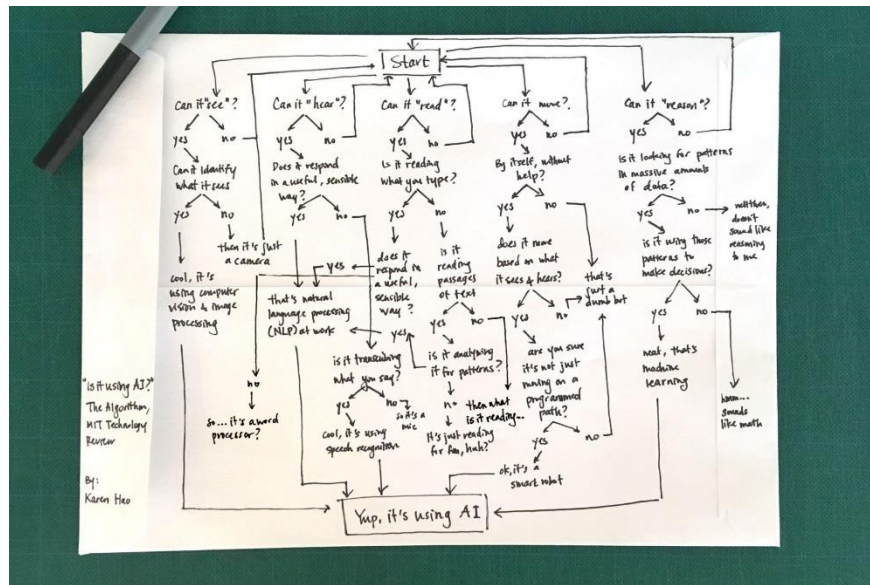 Start
Can it "see"?
yes
no
Can it identify
what it sees
yes
no
then it's just
a camera
cool, it's
using computer
vision & image
processing
Can it "hear"?
yes
no
Does it respond
in a useful, sensible
way?
yes
no
that's natural
language processing
(NLP) at work
is it transcribing
what you say?
yes
no
so it's a
mic
cool, it's using
speech recognition
Can it "read"?
yes
no
Is it reading
what you type?
yes
no
does it
respond in
a useful,
sensible
way?
yes
no
so... it's a word
processor?
is it
reading
passages
of text
yes
no
is it analyzing
it for patterns?
yes
no
It's just reading
for fun, huh?
then what
is it reading...
Can it move?
yes
no
By itself, without
help?
yes
no
does it move
based on what
it sees & hears?
yes
no
that's
just a
dumb bot
are you sure
it's not just
moving on a
programmed
path?
yes
no
ok, it's a
smart robot
Can it "reason"?
yes
no
Is it looking for patterns
in massive amounts
of data?
yes
no
doesn't
sound like
reasoning
to me
is it using those
patterns to
make decisions?
yes
no
neat, that's
machine
learning
hmm...
sounds
like math
Yup, it's using AI
"Is it using AI?"
The Algorithm,
MIT Technology
Review
By:
Karen Hao